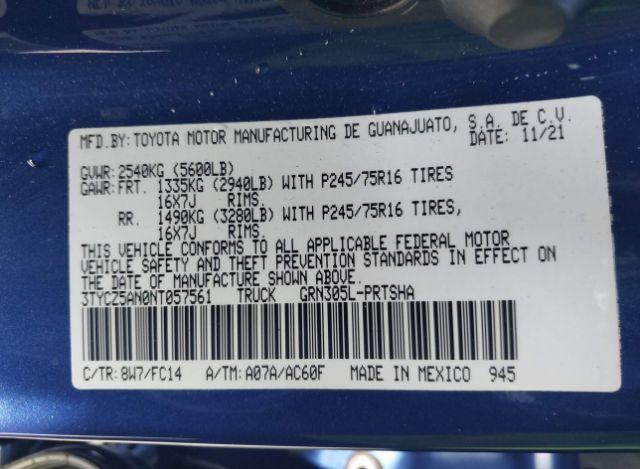 MFD.BY: TOYOTA MOTOR MANUFACTURING DE GUANAJUATO, S.A. DE C.V.
DATE: 11/21
GVWR: 2540KG (5600LB)
GAWR: FRT. 1335KG (2940LB) WITH P245/75R16 TIRES
16X7J RIMS,
RR. 1490KG (3280LB) WITH P245/75R16 TIRES,
16X7J RIMS.
THIS VEHICLE CONFORMS TO ALL APPLICABLE FEDERAL MOTOR
VEHICLE SAFETY AND THEFT PREVENTION STANDARDS IN EFFECT ON
THE DATE OF MANUFACTURE SHOWN ABOVE.
3TYCZ5AN0NT057561 TRUCK GRN305L-PRTSHA
C/TR: 8W7/FC14 A/TM: A07A/AC60F MADE IN MEXICO 945